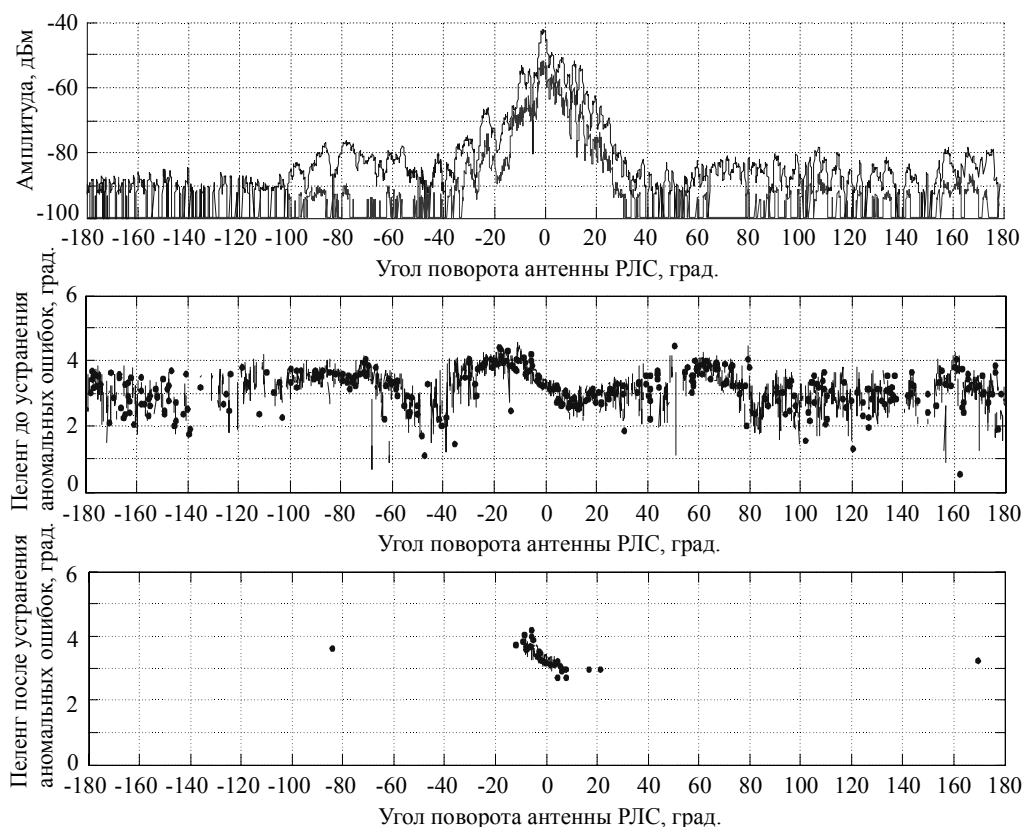 Амплитуда, дБм
-40
-60
-80
-100
-180 -160 -140 -120 -100 -80 -60 -40 -20 0 20 40 60 80 100 120 140 160 180
Угол поворота антенны РЛС, град.
Пеленг до устранения
аномальных ошибок, град.
6
4
2
0
-180 -160 -140 -120 -100 -80 -60 -40 -20 0 20 40 60 80 100 120 140 160 180
Угол поворота антенны РЛС, град.
Пеленг после устранения
аномальных ошибок, град.
6
4
2
0
-180 -160 -140 -120 -100 -80 -60 -40 -20 0 20 40 60 80 100 120 140 160 180
Угол поворота антенны РЛС, град.